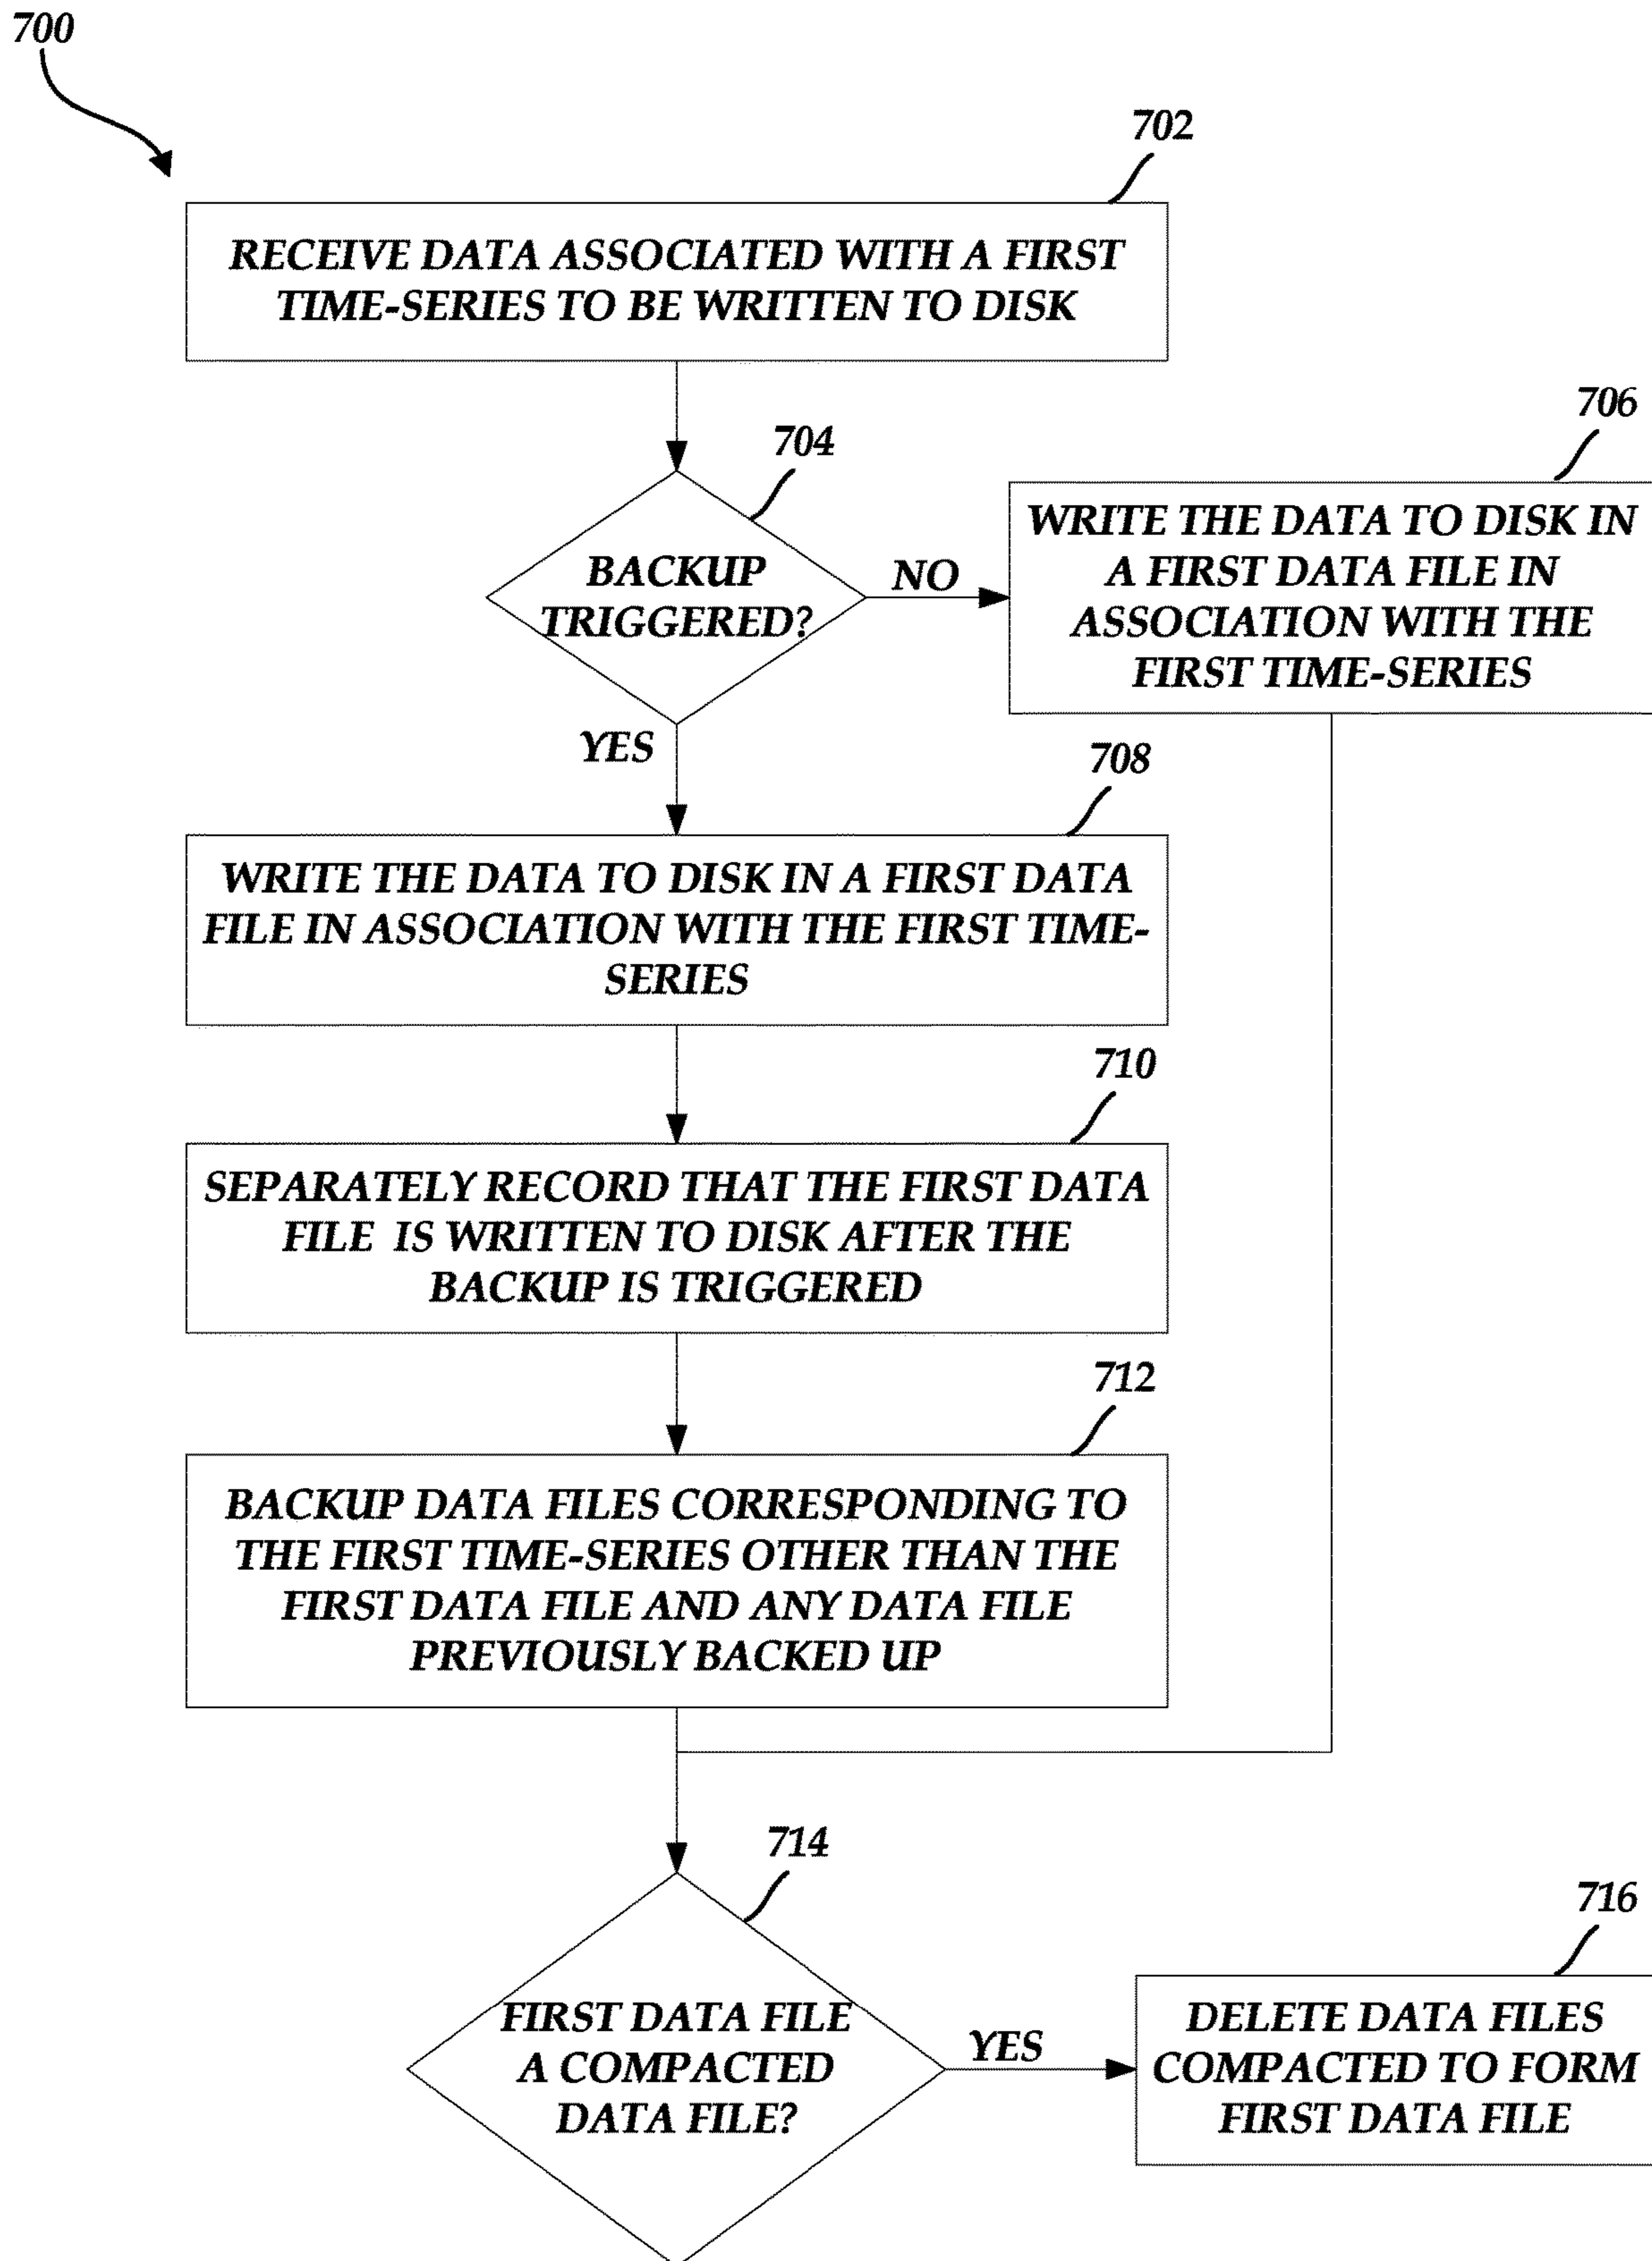 700
702
RECEIVE DATA ASSOCIATED WITH A FIRST
TIME-SERIES TO BE WRITTEN TO DISK
704
BACKUP
TRIGGERED?
NO
706
WRITE THE DATA TO DISK IN
A FIRST DATA FILE IN
ASSOCIATION WITH THE
FIRST TIME-SERIES
YES
708
WRITE THE DATA TO DISK IN A FIRST DATA
FILE IN ASSOCIATION WITH THE FIRST TIME-
SERIES
710
SEPARATELY RECORD THAT THE FIRST DATA
FILE IS WRITTEN TO DISK AFTER THE
BACKUP IS TRIGGERED
712
BACKUP DATA FILES CORRESPONDING TO
THE FIRST TIME-SERIES OTHER THAN THE
FIRST DATA FILE AND ANY DATA FILE
PREVIOUSLY BACKED UP
714
FIRST DATA FILE
A COMPACTED
DATA FILE?
YES
716
DELETE DATA FILES
COMPACTED TO FORM
FIRST DATA FILE